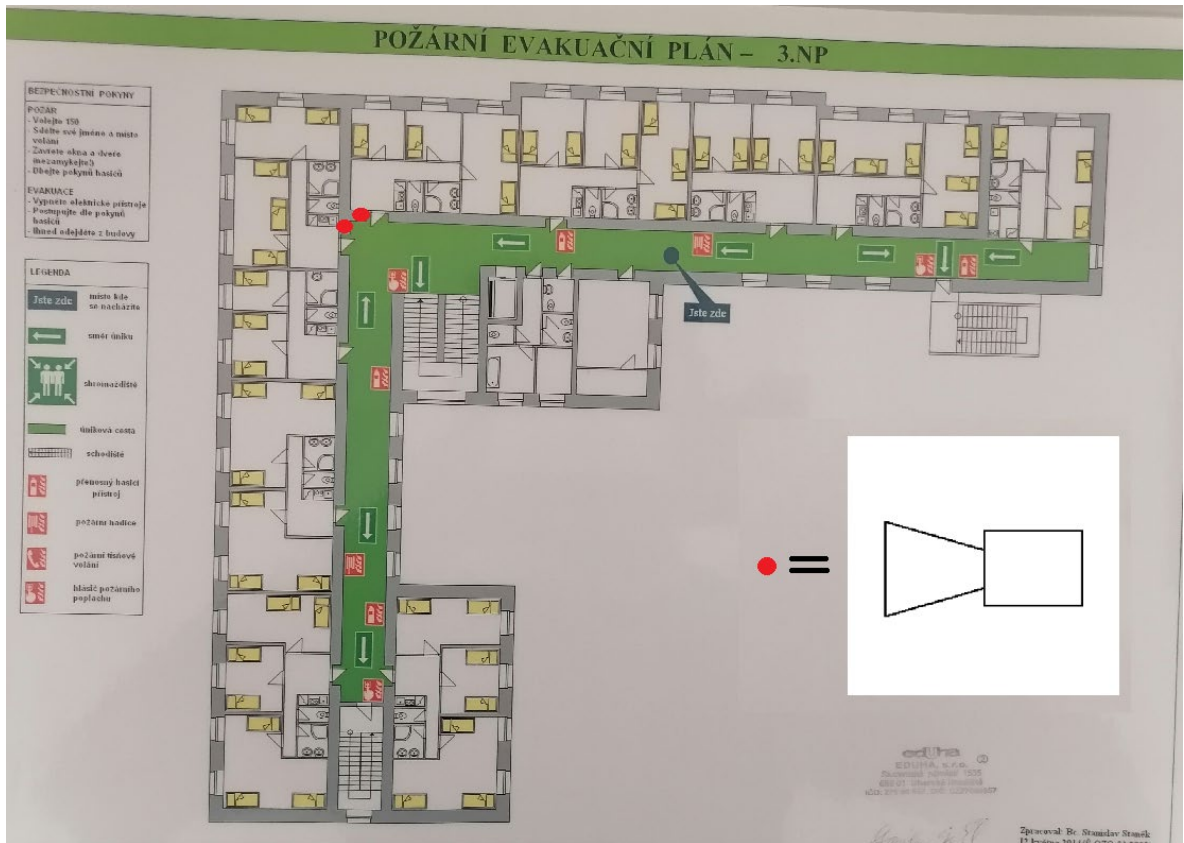 POŽÁRNÍ EVAKUAČNÍ PLÁN – 3.NP
BEZPEČNOSTNÍ POKYNY
POŽÁR
- Volejte 150
- Sdělte své jméno a místo
volání
- Zavřete okna a dveře
(nezamykejte!)
- Dbejte pokynů hasičů
EVAKUACE
- Vypněte elektrické přístroje
- Postupujte dle pokynů
hasičů
- Ihned odejděte z budovy
LEGENDA
Jste zde
místo kde
se nacházíte
směr úniku
shromaždiště
úniková cesta
schodiště
přenosný hasicí
přístroj
požární hadice
požární tísňové
volání
hlásič požárního
poplachu
Jste zde
=
eduha
EDUHA, s.r.o.
Zpracoval: Bc. Stanislav Staněk